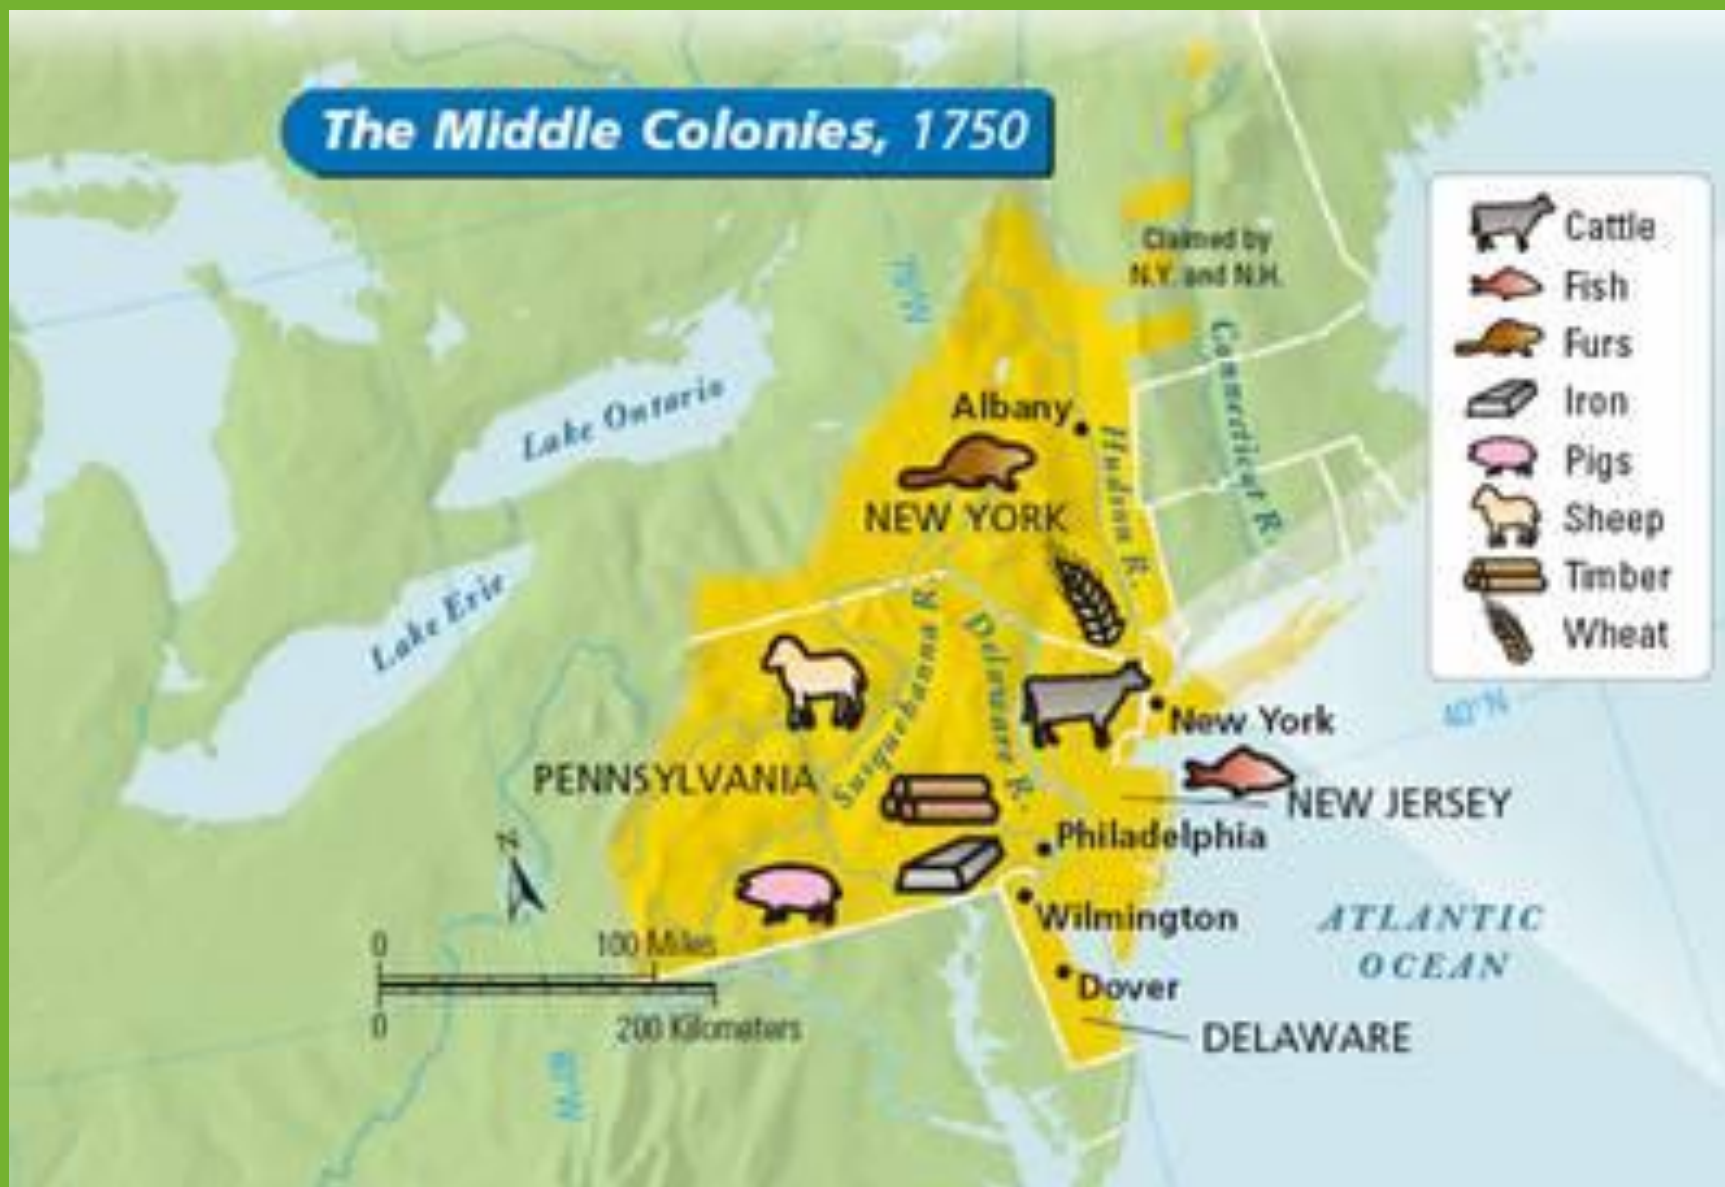 The Middle Colonies, 1750
Claimed by
N.Y. and N.H.
Cattle
Fish
Furs
Iron
Pigs
Sheep
Timber
Wheat
Lake Ontario
Connecticut R.
Albany
Hudson R.
NEW YORK
Lake Erie
Susquehanna R.
Delaware R.
40°N
New York
PENNSYLVANIA
NEW JERSEY
Philadelphia
N
Wilmington
ATLANTIC
OCEAN
0 100 Miles
0 200 Kilometers
Dover
DELAWARE